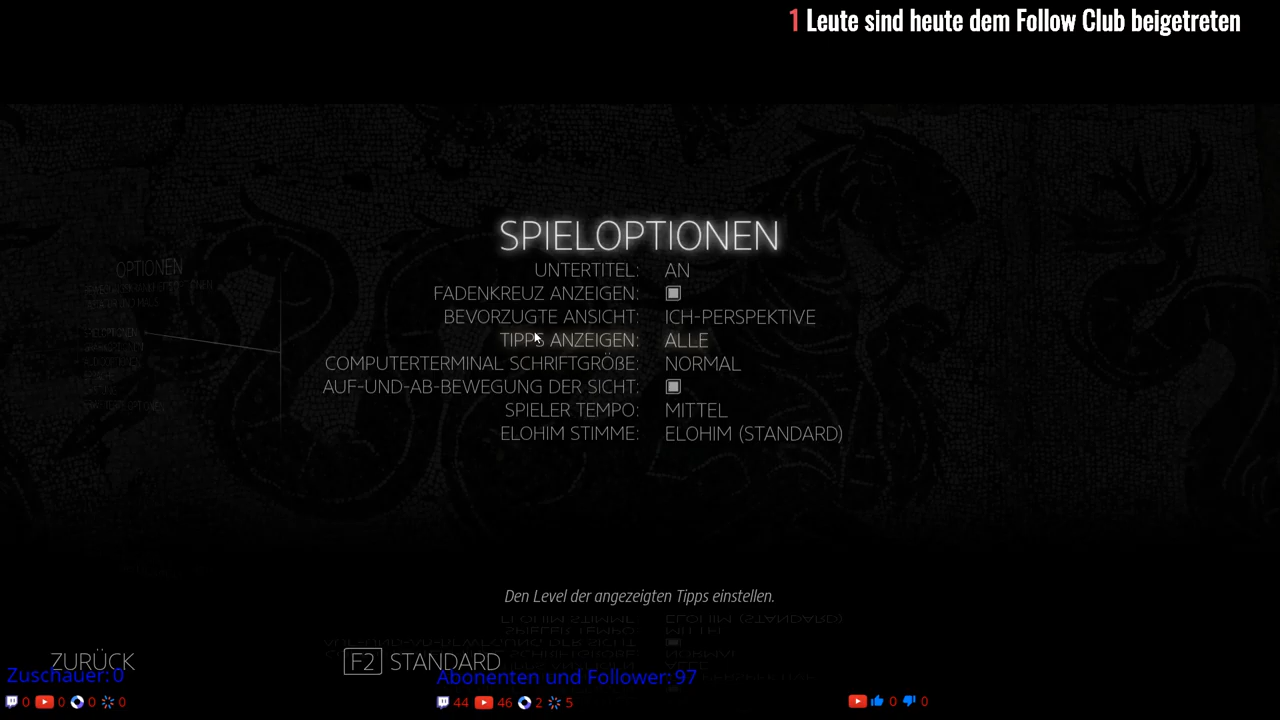 1 Leute sind heute dem Follow Club beigetreten
SPIELOPTIONEN
OPTIONEN
UNTERTITEL: AN
FADENKREUZ ANZEIGEN:
BEVORZUGTE ANSICHT: ICH-PERSPEKTIVE
SPIELOPTIONEN
TIPPS ANZEIGEN: ALLE
COMPUTERTERMINAL SCHRIFTGRÖßE: NORMAL
AUF-UND-AB-BEWEGUNG DER SICHT:
SPIELER TEMPO: MITTEL
ELOHIM STIMME: ELOHIM (STANDARD)
Den Level der angezeigten Tipps einstellen.
ZURÜCK
F2 STANDARD
Zuschauer: 0
Abonenten und Follower: 97
0 0 0 0
44 46 2 5
0 0